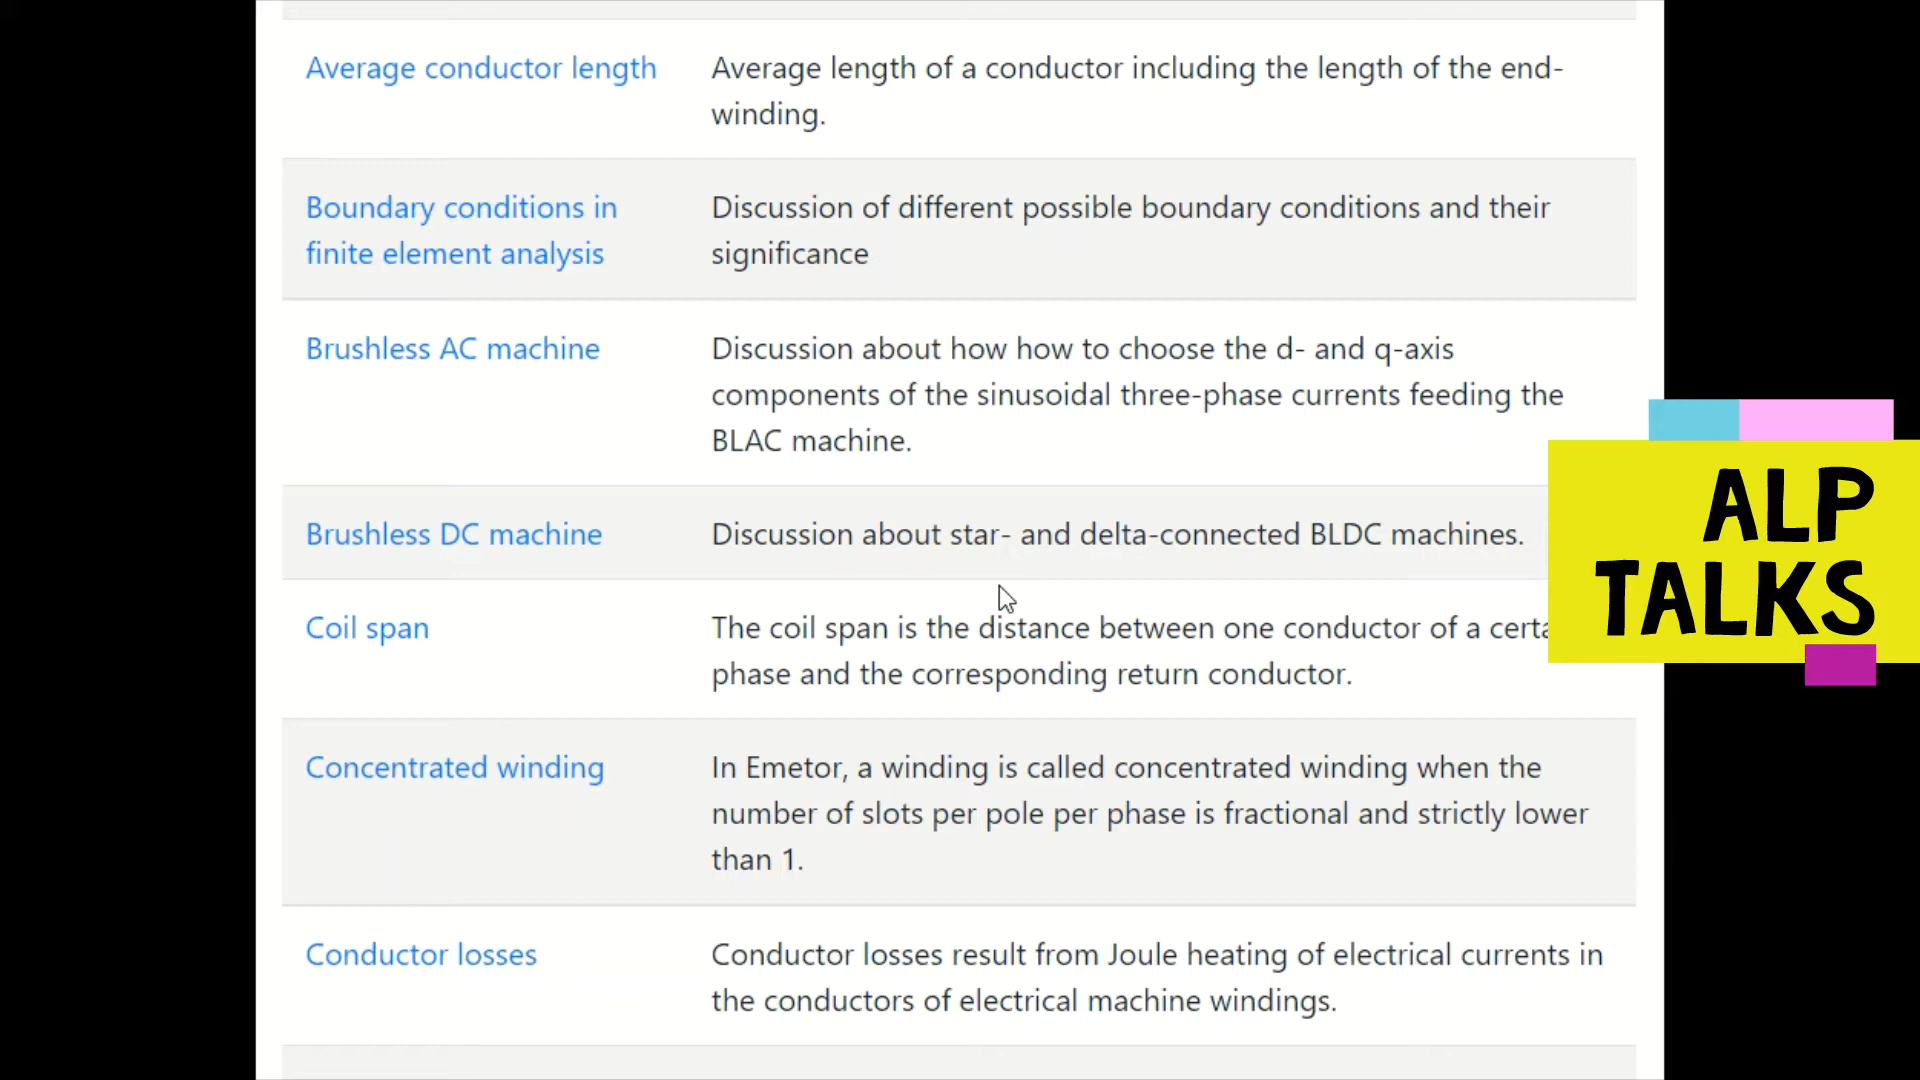 Average conductor length
Average length of a conductor including the length of the end-
winding.
Boundary conditions in
finite element analysis
Discussion of different possible boundary conditions and their
significance
Brushless AC machine
Discussion about how how to choose the d- and q-axis
components of the sinusoidal three-phase currents feeding the
BLAC machine.
Brushless DC machine
Discussion about star- and delta-connected BLDC machines.
Coil span
The coil span is the distance between one conductor of a
phase and the corresponding return conductor.
Concentrated winding
In Emetor, a winding is called concentrated winding when the
number of slots per pole per phase is fractional and strictly lower
than 1.
Conductor losses
Conductor losses result from Joule heating of electrical currents in
the conductors of electrical machine windings.
ALP
TALKS